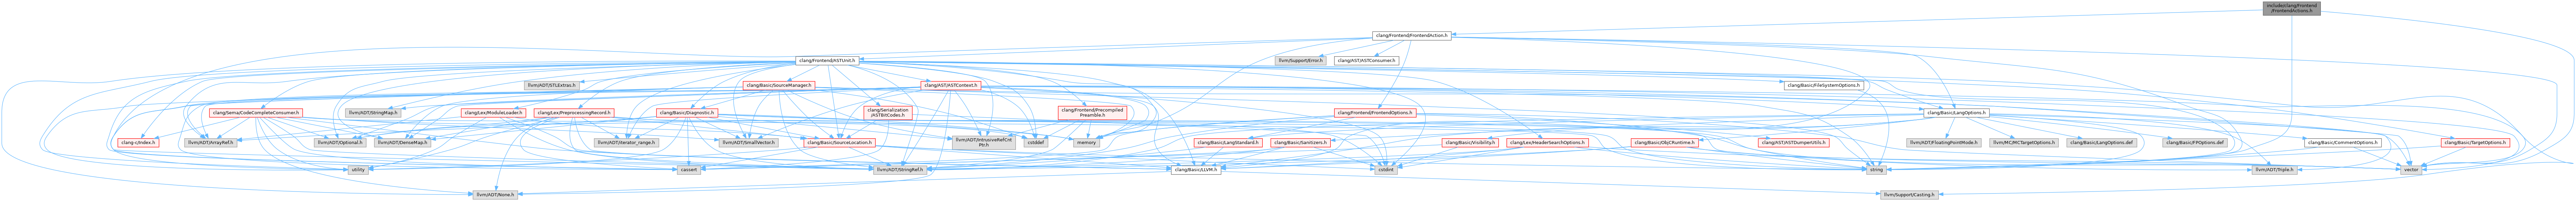 include/clang/Frontend
/FrontendActions.h
clang/Frontend/FrontendAction.h
clang/Frontend/ASTUnit.h
llvm/Support/Error.h
clang/AST/ASTConsumer.h
llvm/ADT/STLExtras.h
clang/Basic/SourceManager.h
clang/AST/ASTContext.h
clang/Basic/FileSystemOptions.h
clang/Sema/CodeCompleteConsumer.h
llvm/ADT/StringMap.h
clang/Lex/ModuleLoader.h
clang/Lex/PreprocessingRecord.h
clang/Basic/Diagnostic.h
clang/Serialization
/ASTBitCodes.h
clang/Frontend/Precompiled
Preamble.h
clang/Frontend/FrontendOptions.h
clang/Basic/LangOptions.h
clang-c/Index.h
llvm/ADT/ArrayRef.h
llvm/ADT/Optional.h
llvm/ADT/DenseMap.h
llvm/ADT/iterator_range.h
llvm/ADT/SmallVector.h
clang/Basic/SourceLocation.h
llvm/ADT/IntrusiveRefCnt
Ptr.h
cstddef
memory
clang/Basic/LangStandard.h
clang/Basic/Sanitizers.h
clang/Basic/Visibility.h
clang/Lex/HeaderSearchOptions.h
clang/Basic/ObjCRuntime.h
clang/AST/ASTDumperUtils.h
llvm/ADT/FloatingPointMode.h
llvm/MC/MCTargetOptions.h
clang/Basic/LangOptions.def
clang/Basic/FPOptions.def
clang/Basic/CommentOptions.h
clang/Basic/TargetOptions.h
utility
cassert
llvm/ADT/StringRef.h
clang/Basic/LLVM.h
cstdint
string
llvm/ADT/Triple.h
vector
llvm/ADT/None.h
llvm/Support/Casting.h